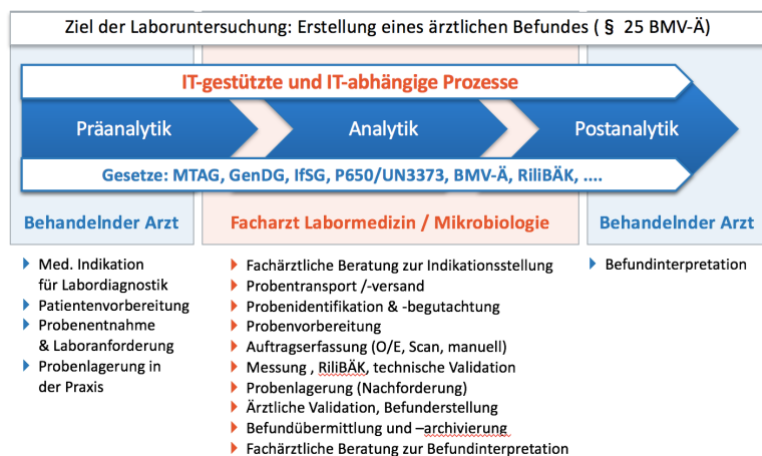 Ziel der Laboruntersuchung: Erstellung eines ärztlichen Befundes ( § 25 BMV-Ä)
IT-gestützte und IT-abhängige Prozesse
Präanalytik
Analytik
Postanalytik
Gesetze: MTAG, GenDG, IfSG, P650/UN3373, BMV-Ä, RiliBÄK, ....
Behandelnder Arzt
Facharzt Labormedizin / Mikrobiologie
Behandelnder Arzt
Med. Indikation
für Labordiagnostik
Patientenvorbereitung
Probenentnahme
& Laboranforderung
Probenlagerung in
der Praxis
Fachärztliche Beratung zur Indikationsstellung
Probentransport /-versand
Probenidentifikation & -begutachtung
Probenvorbereitung
Auftragserfassung (O/E, Scan, manuell)
Messung , RiliBÄK, technische Validation
Probenlagerung (Nachforderung)
Ärztliche Validation, Befunderstellung
Befundübermittlung und –archivierung
Fachärztliche Beratung zur Befundinterpretation
Befundinterpretation